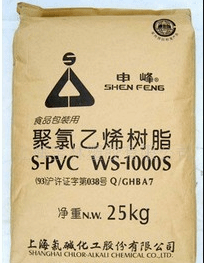 申峰
SHEN FENG
食品包装用
聚氯乙烯树脂
S-PVC WS-1000S
(93)沪许证字第038号 Q/GHBA7
净重 N.W. 25kg
上海氯碱化工股份有限公司
SHANGHAI CHLOR-ALKALI CHEMICAL CO., LTD.